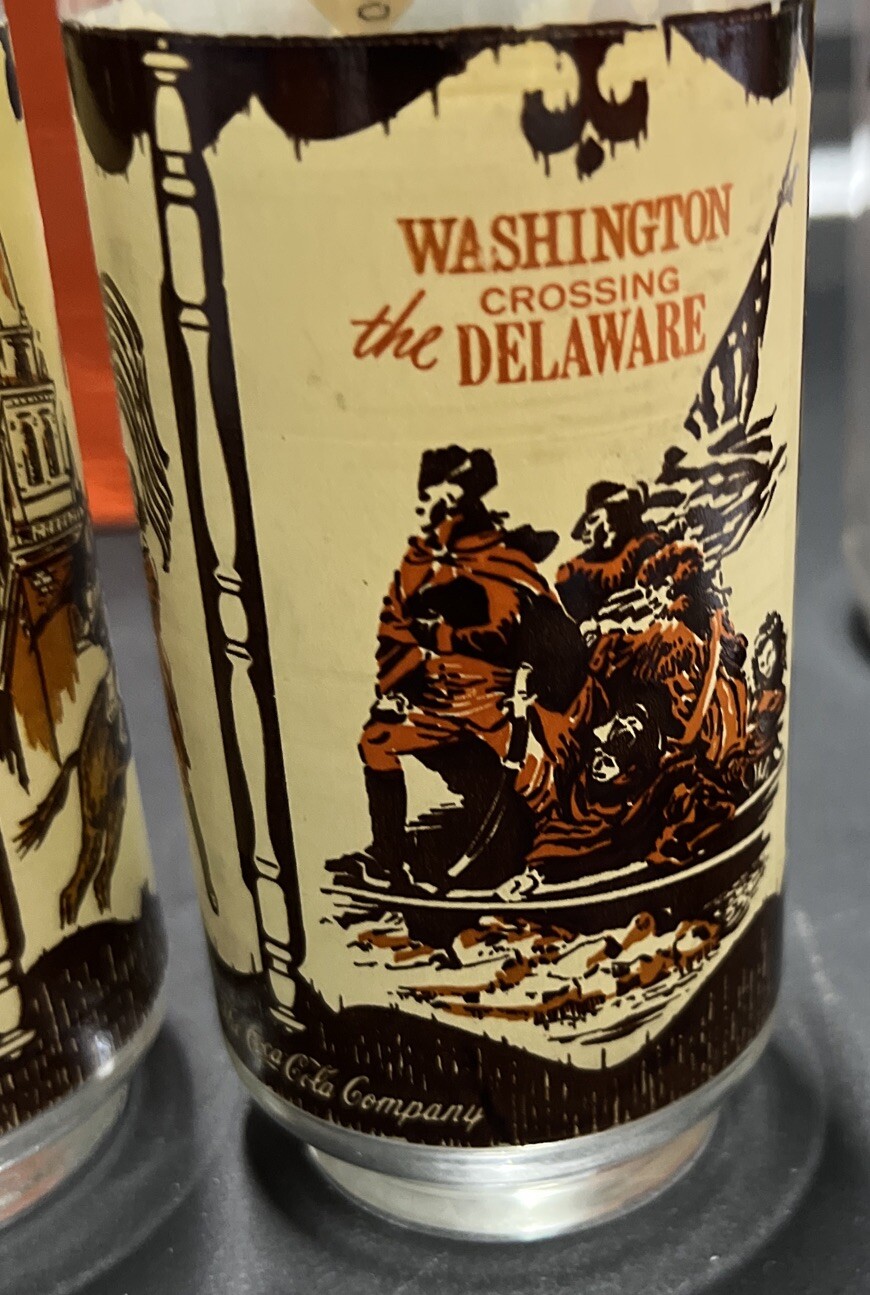 WASHINGTON
CROSSING
the DELAWARE
Coca Cola Company